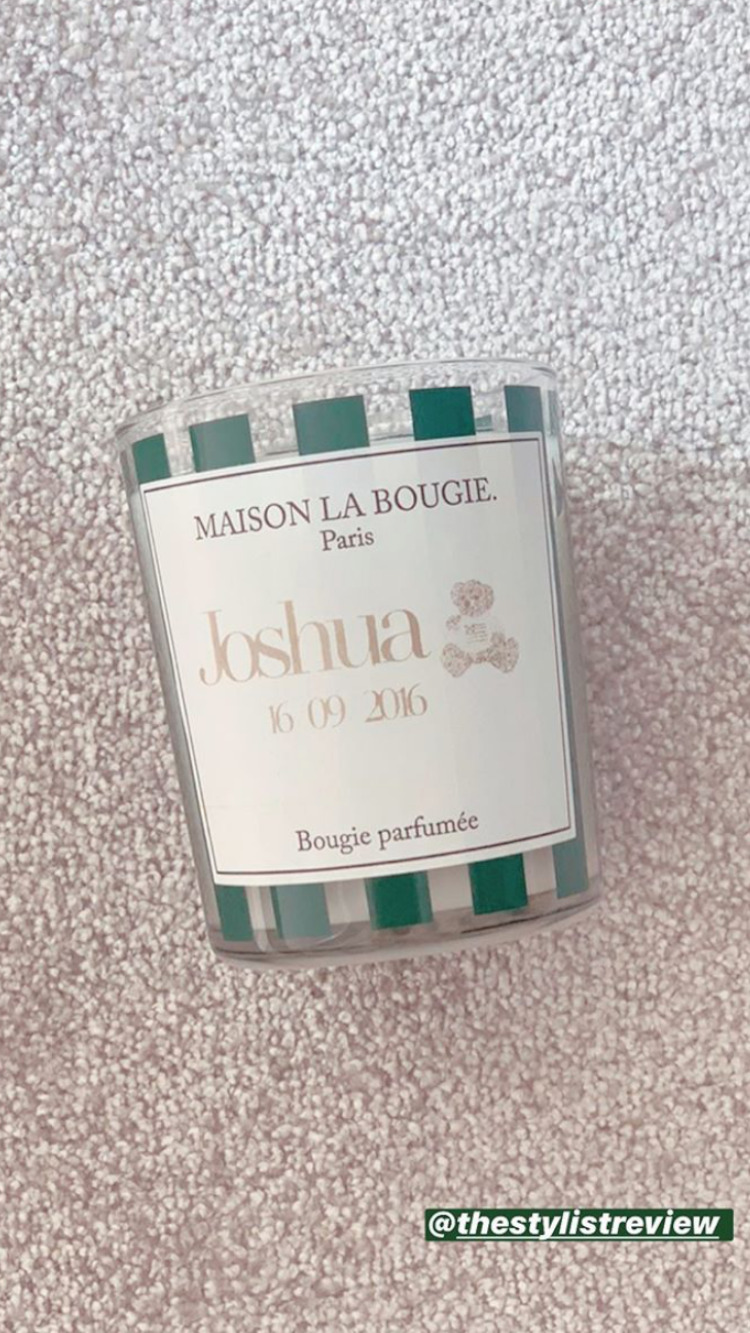 MAISON LA BOUGIE.
Paris
Joshua
16 09 2016
Bougie parfumée
@thestylistreview